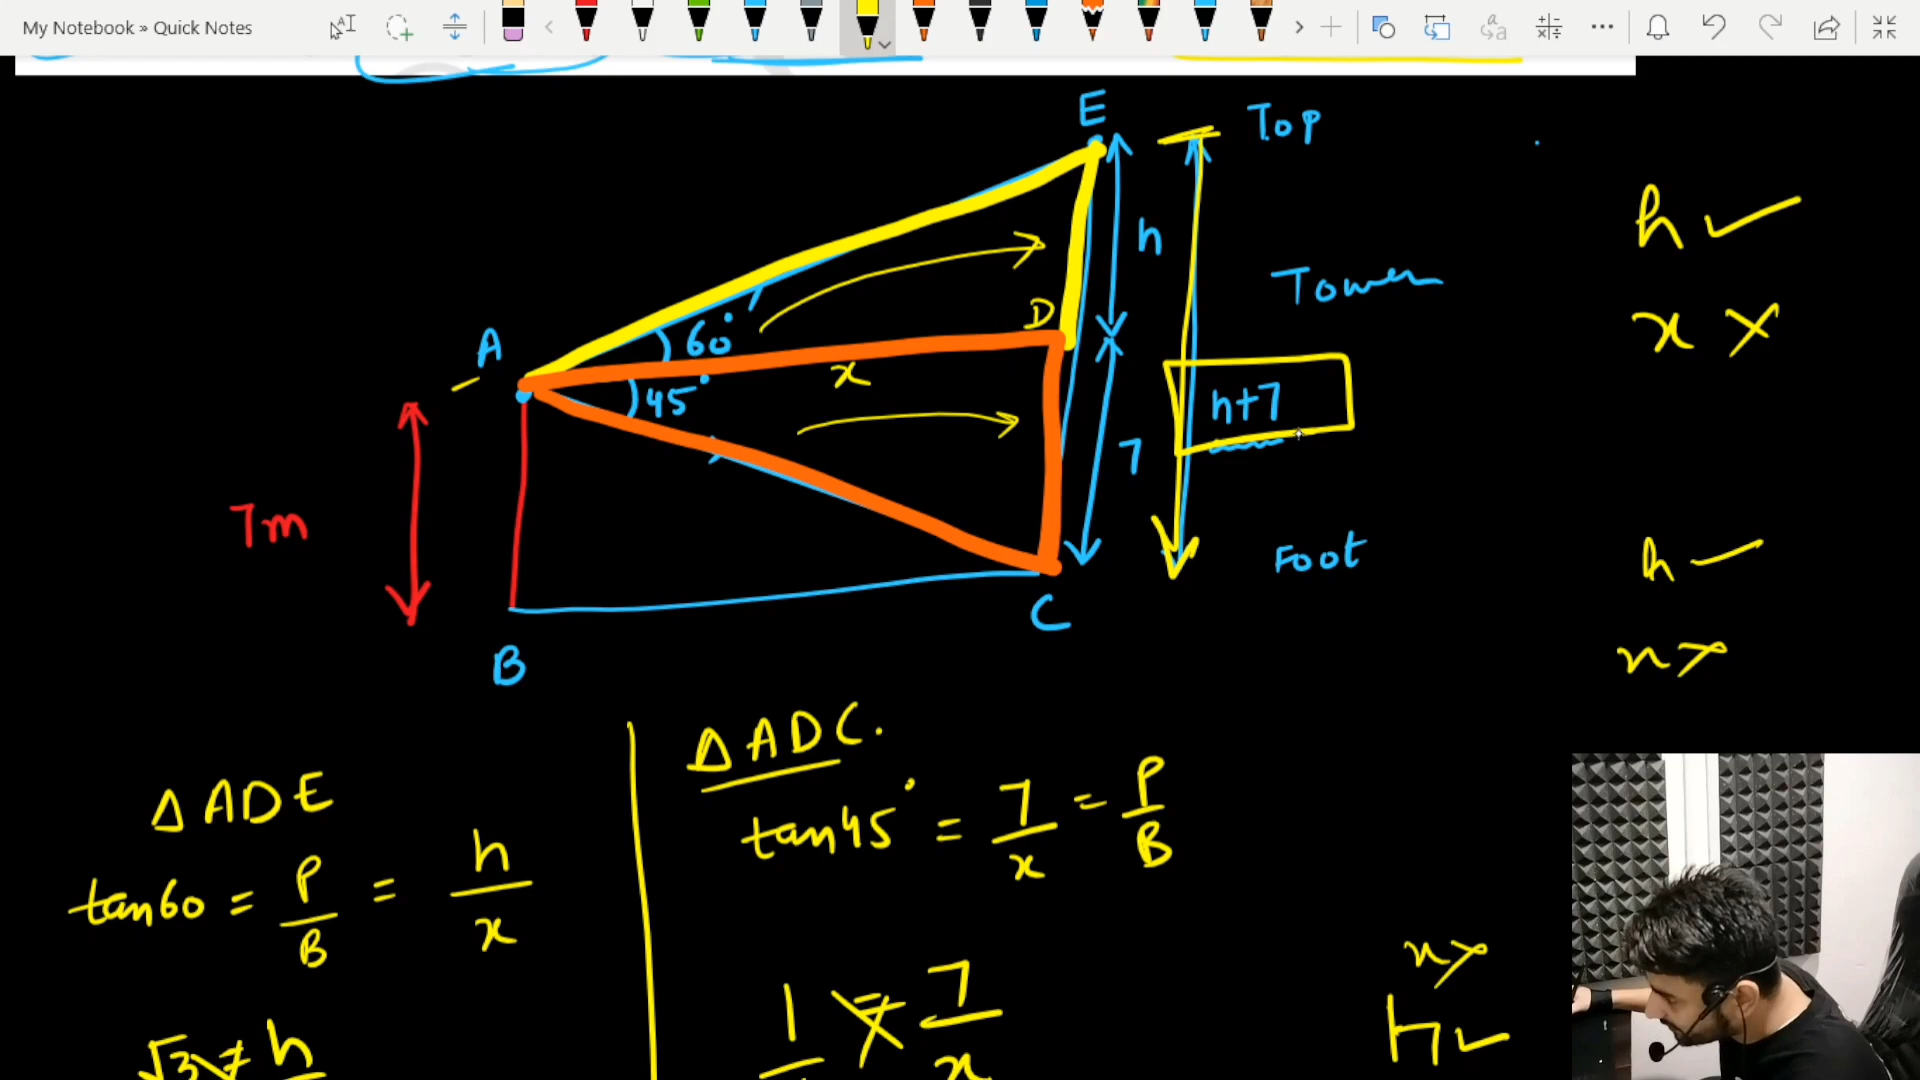 My Notebook » Quick Notes
E
Top
h
h ✓
Tower
D
A
60°
x ×
x
45°
h+7
7
7m
Foot
h –
C
B
x ×
ΔADC.
ΔADE
tan45° = 7/x = P/B
tan60 = P/B = h/x
x ×
1 = 7
x
h ✓
√3 = h